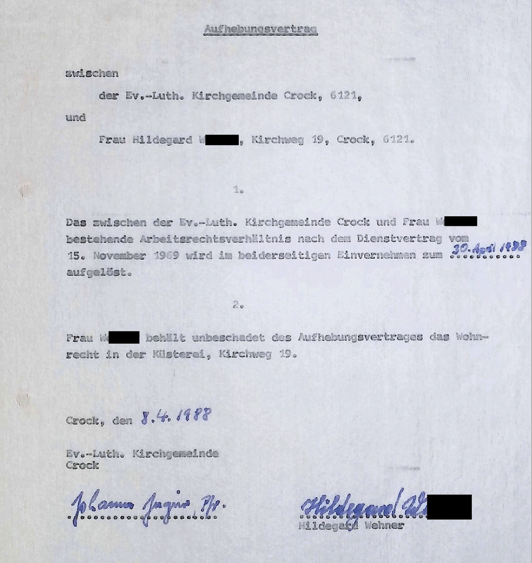 Aufhebungsvertrag
zwischen
der Ev.-Luth. Kirchgemeinde Crock, 6121,
und
Frau Hildegard W, Kirchweg 19, Crock, 6121.
1.
Das zwischen der Ev.-Luth. Kirchgemeinde Crock und Frau W
bestehende Arbeitsrechtsverhältnis nach dem Dienstvertrag vom
15. November 1969 wird im beiderseitigen Einvernehmen zum 30. April 1988
aufgelöst.
2.
Frau W behält unbeschadet des Aufhebungsvertrages das Wohn-
recht in der Küsterei, Kirchweg 19.
Crock, den 8.4.1988
Ev.-Luth. Kirchgemeinde
Crock
Johanna Pfr.
Hildegard W
Hildegard Wehner